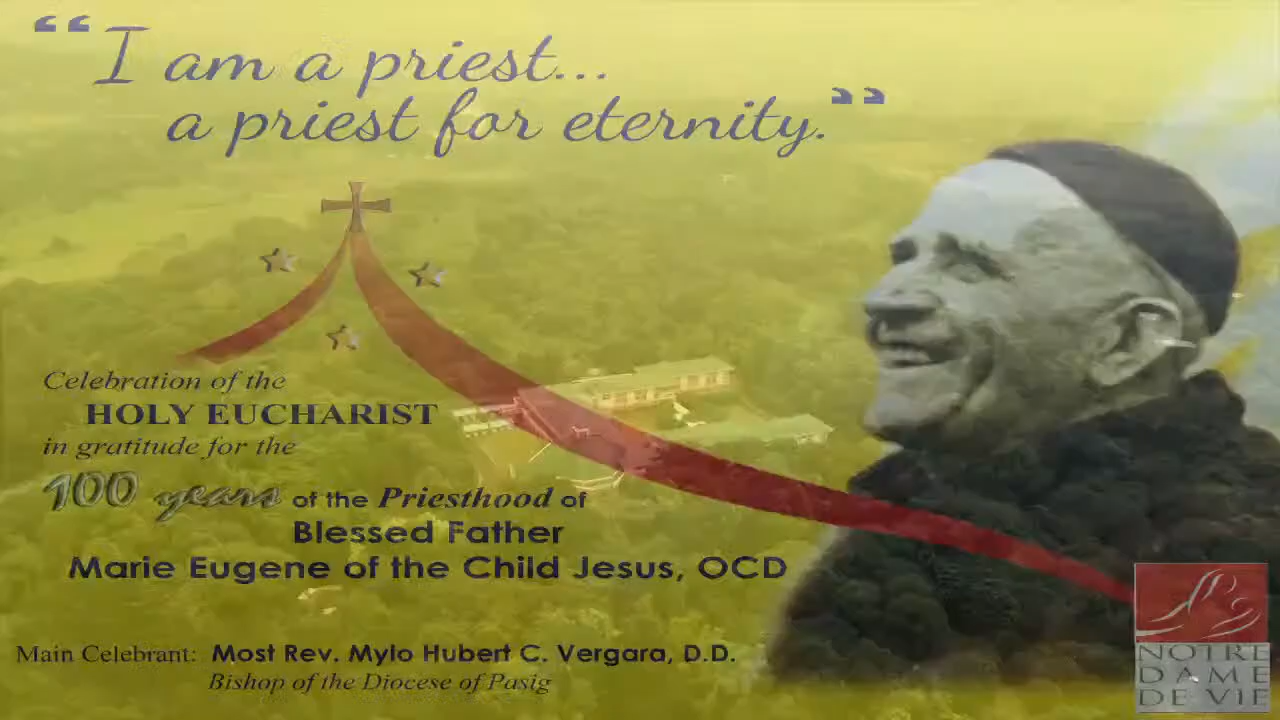 “I am a priest...
a priest for eternity.”
Celebration of the
HOLY EUCHARIST
in gratitude for the
100 years of the Priesthood of
Blessed Father
Marie Eugene of the Child Jesus, OCD
Main Celebrant: Most Rev. Mylo Hubert C. Vergara, D.D.
Bishop of the Diocese of Pasig
NOTRE
DAME
DE VIE